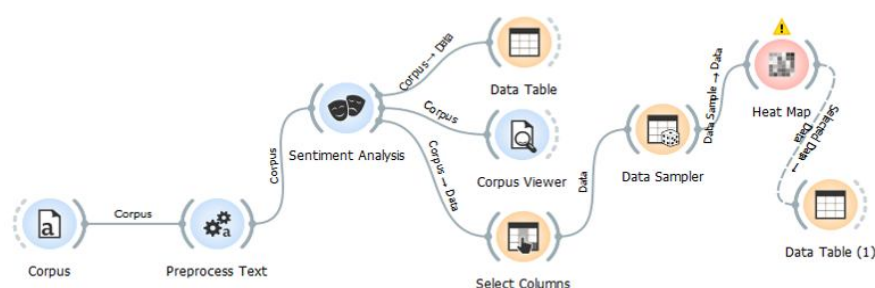 Corpus
Corpus
Preprocess Text
Corpus
Sentiment Analysis
Corpus → Data
Data Table
Corpus
Corpus Viewer
Corpus → Data
Select Columns
Data
Data Sampler
Data Sample → Data
Heat Map
Selected Data →
Data
Data Table (1)